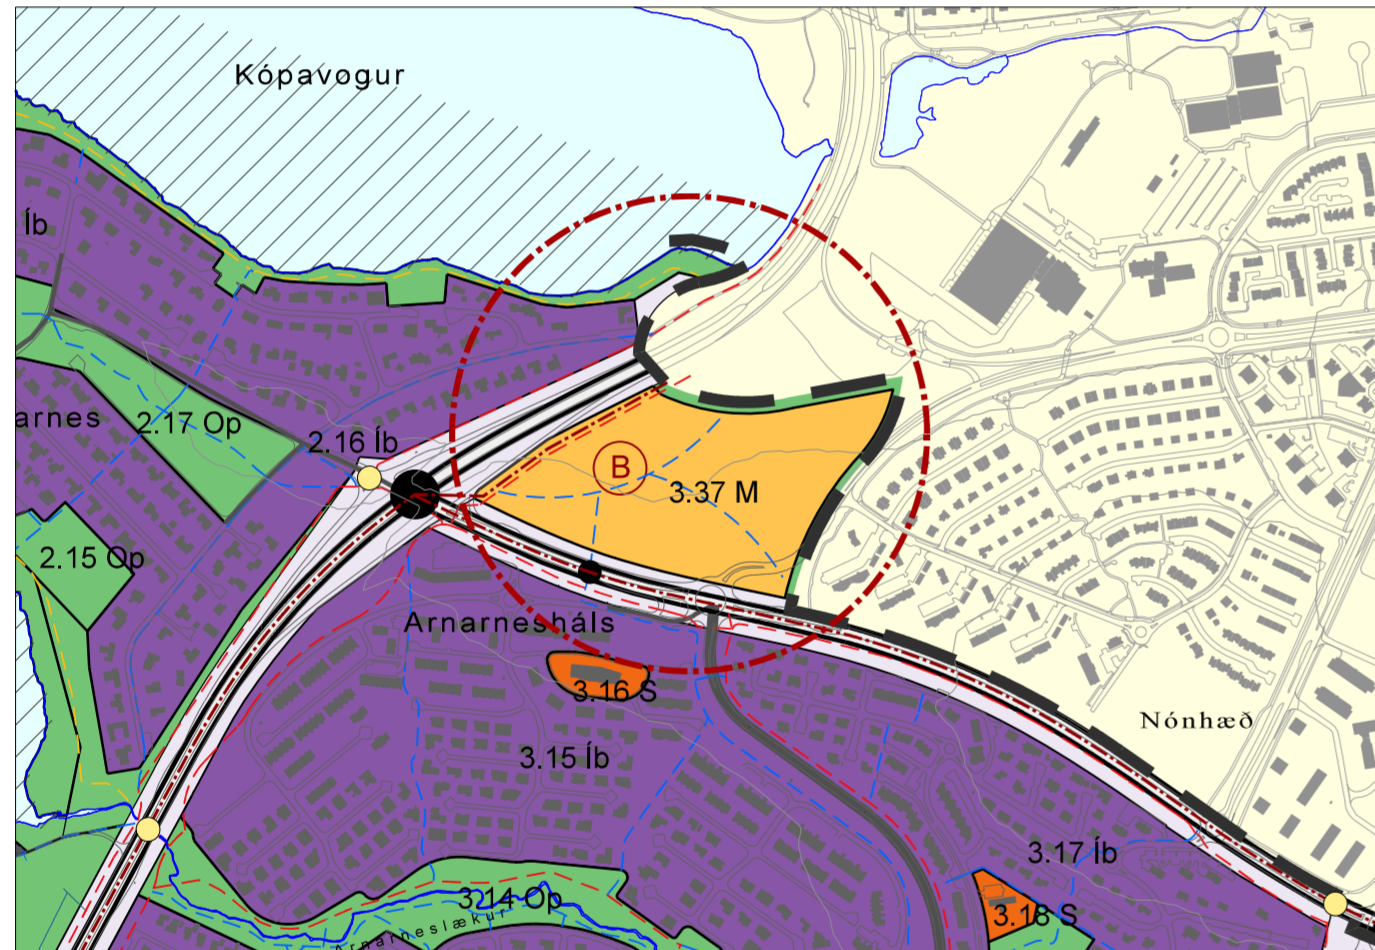 Kópavogur
Íb
arnes
2.17 Op
2.16 Íb
B
3.37 M
2.15 Op
Arnarnesháls
3.16 S
Nónhæð
3.15 Íb
3.17 Íb
3.14 Op
3.18 S
Arnarneslækur